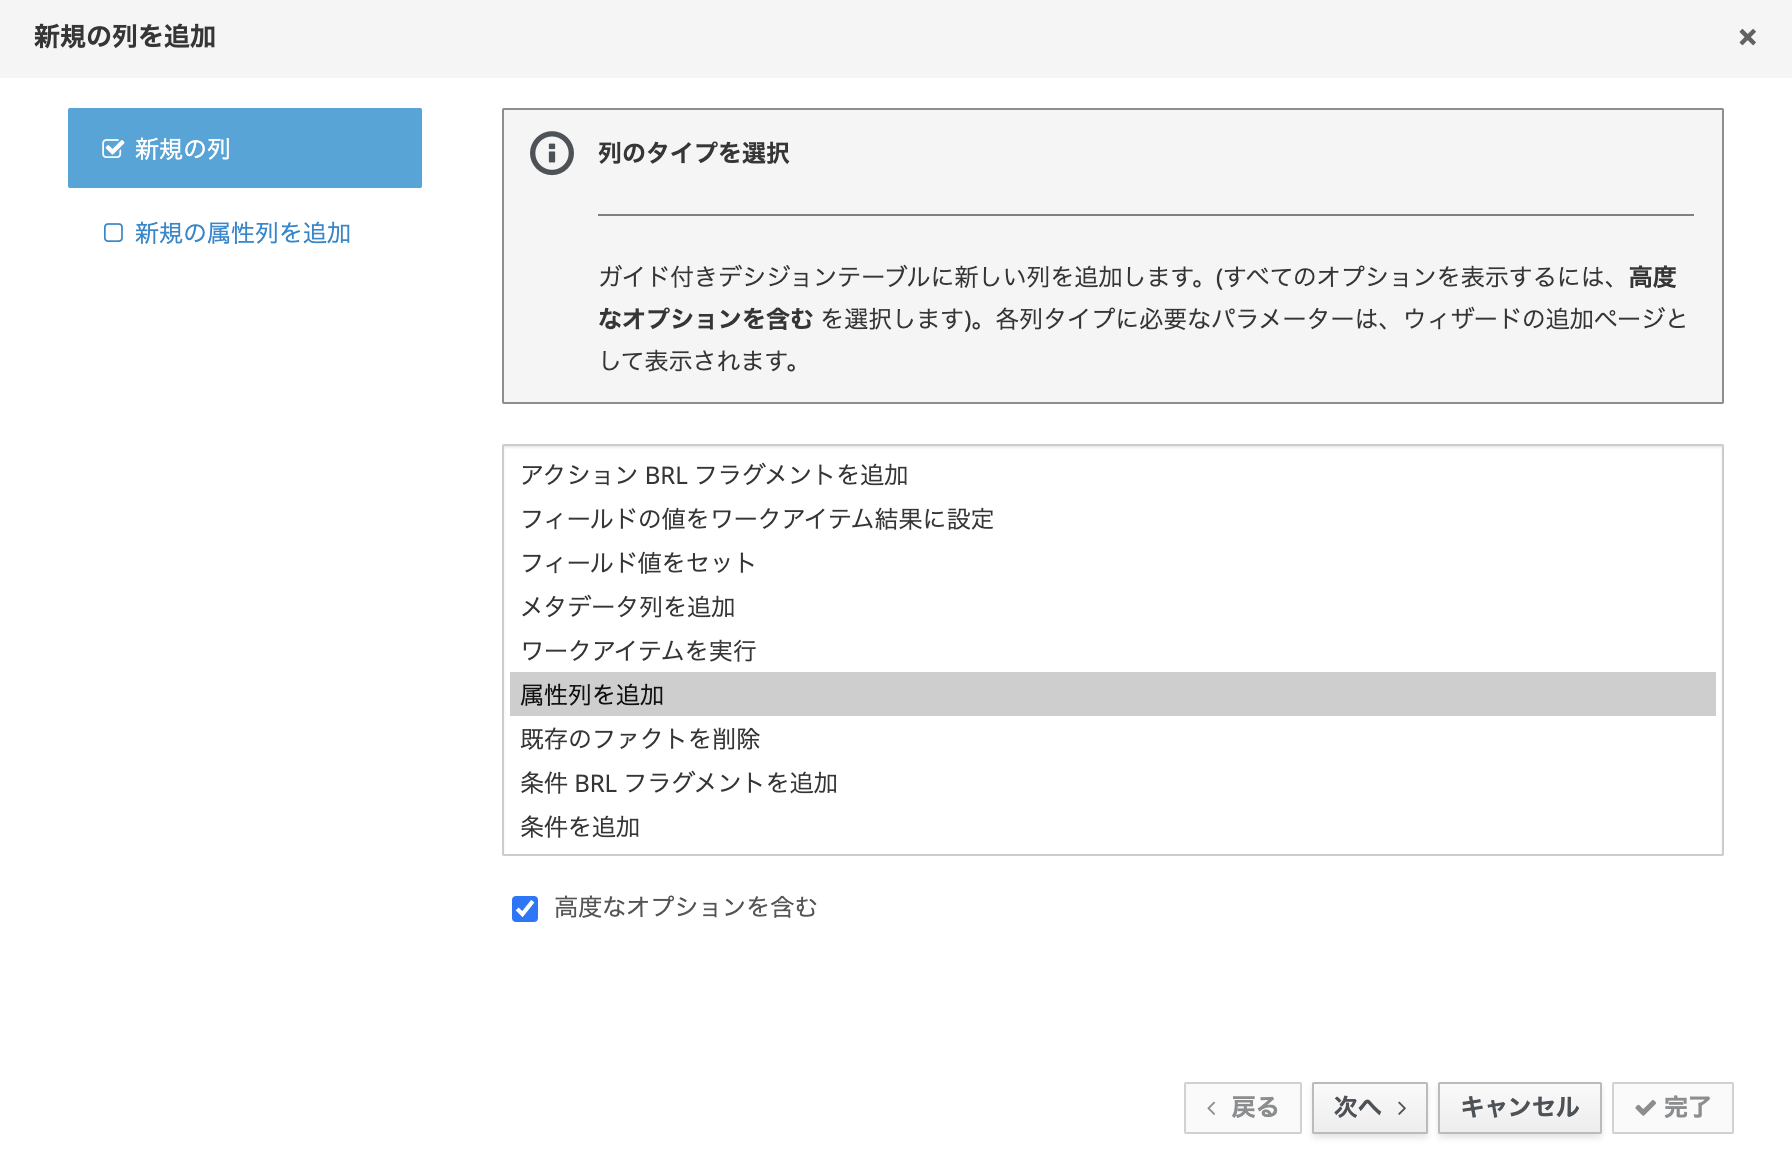 新規の列を追加
新規の列
新規の属性列を追加
列のタイプを選択
ガイド付きデシジョンテーブルに新しい列を追加します。(すべてのオプションを表示するには、高度
なオプションを含む を選択します)。各列タイプに必要なパラメーターは、ウィザードの追加ページと
して表示されます。
アクション BRL フラグメントを追加
フィールドの値をワークアイテム結果に設定
フィールド値をセット
メタデータ列を追加
ワークアイテムを実行
属性列を追加
既存のファクトを削除
条件 BRL フラグメントを追加
条件を追加
高度なオプションを含む
戻る
次へ
キャンセル
完了